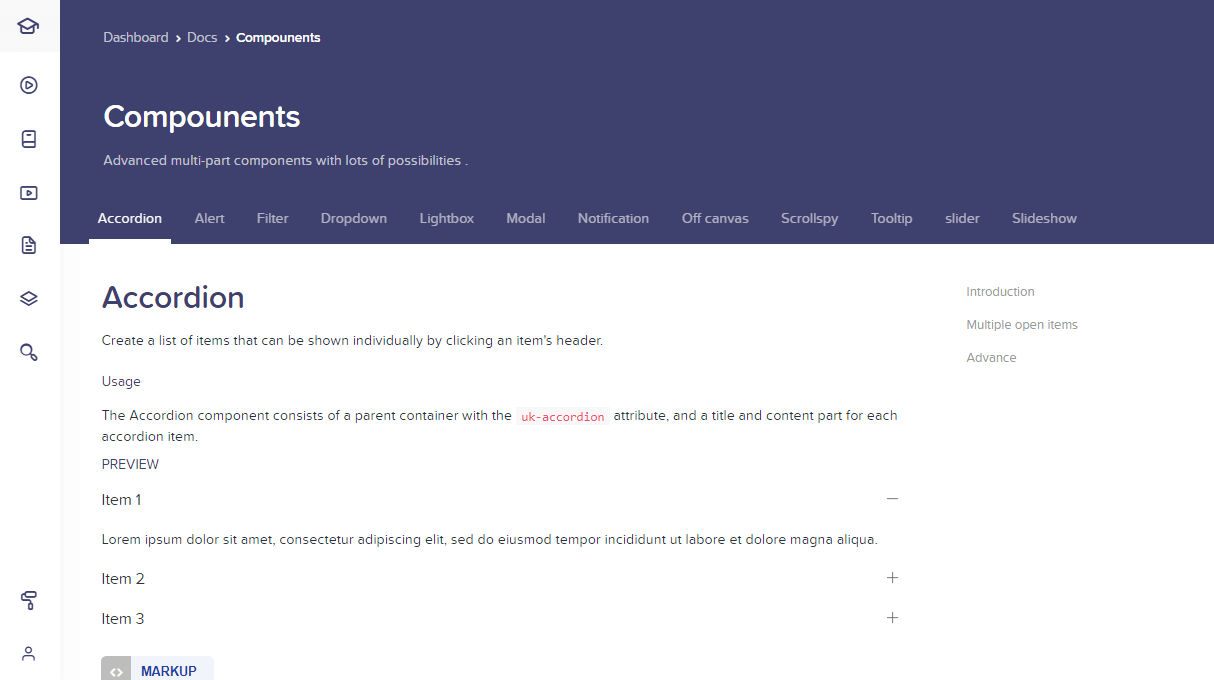 Dashboard > Docs > Compounents
Compounents
Advanced multi-part components with lots of possibilities .
Accordion Alert Filter Dropdown Lightbox Modal Notification Off canvas Scrollspy Tooltip slider Slideshow
Accordion
Create a list of items that can be shown individually by clicking an item's header.
Usage
The Accordion component consists of a parent container with the uk-accordion attribute, and a title and content part for each
accordion item.
PREVIEW
Item 1
Lorem ipsum dolor sit amet, consectetur adipiscing elit, sed do eiusmod tempor incididunt ut labore et dolore magna aliqua.
Item 2
Item 3
MARKUP
Introduction
Multiple open items
Advance